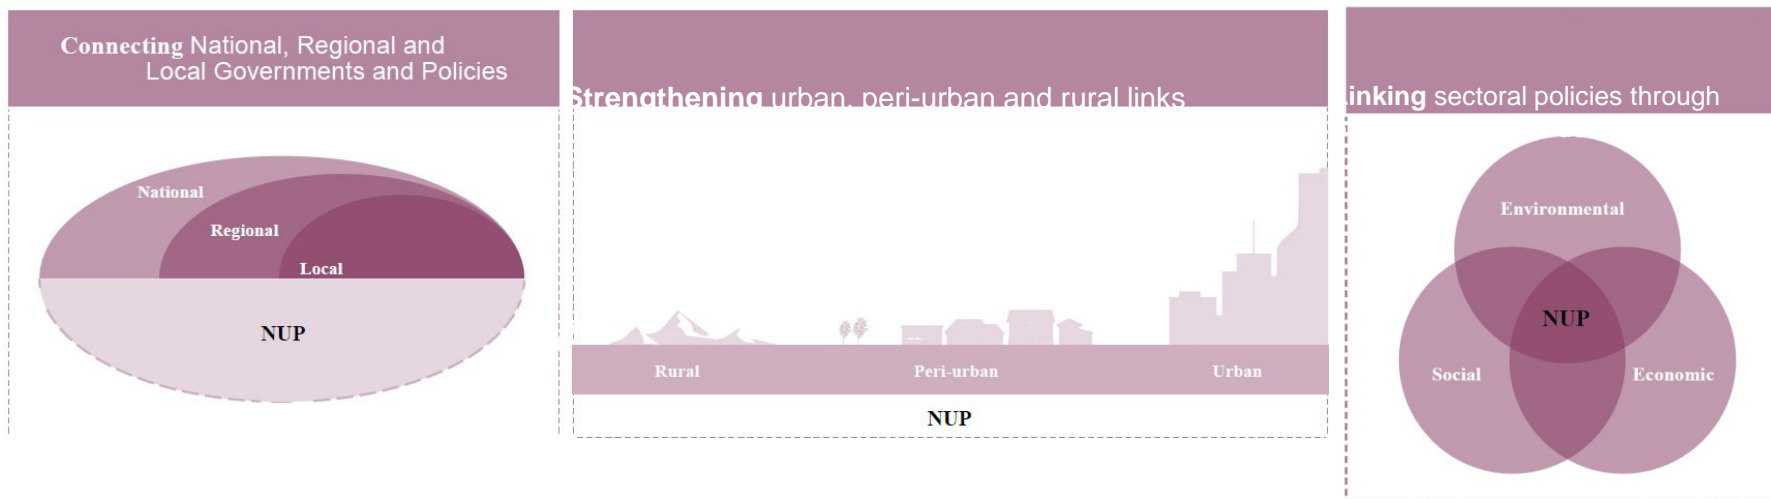 Connecting National, Regional and
Local Governments and Policies
National
Regional
Local
NUP
Strengthening urban, peri-urban and rural links
Rural
Peri-urban
Urban
NUP
Linking sectoral policies through
Environmental
NUP
Social
Economic